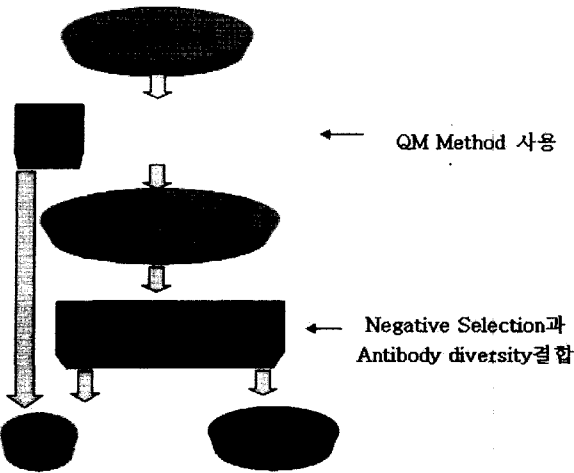 QM Method 사용
Negative Selection과
Antibody diversity결합